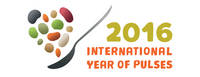 2016
INTERNATIONAL
YEAR OF PULSES